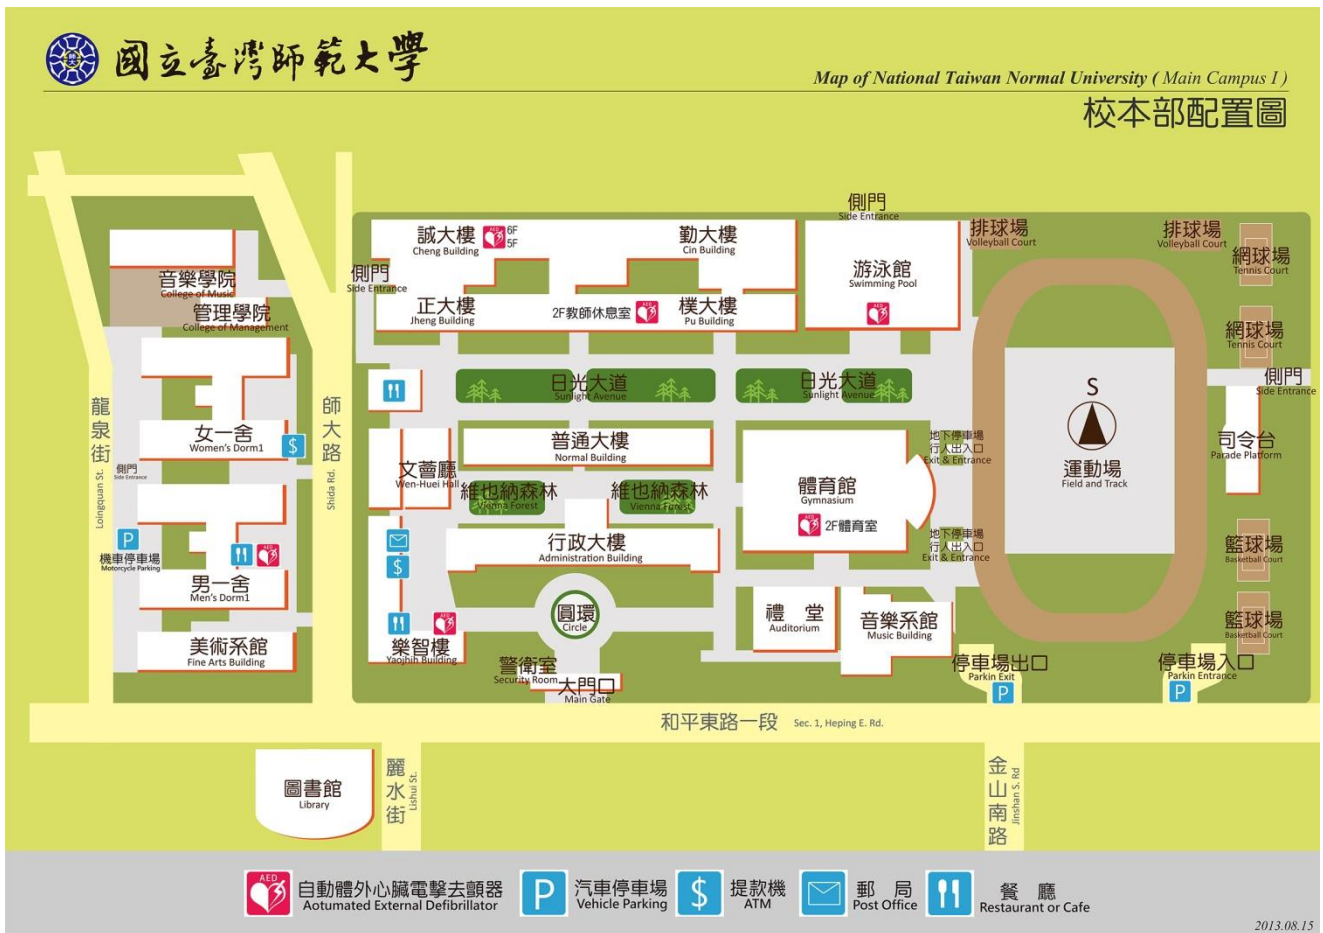 國立臺灣師範大學
Map of National Taiwan Normal University ( Main Campus I )
校本部配置圖
側門
Side Entrance
誠大樓
Cheng Building
AED
6F
5F
勤大樓
Cin Building
排球場
Volleyball Court
排球場
Volleyball Court
網球場
Tennis Court
游泳館
Swimming Pool
AED
側門
Side Entrance
音樂學院
College of Music
管理學院
College of Management
正大樓
Jheng Building
2F教師休息室
AED
樸大樓
Pu Building
網球場
Tennis Court
側門
Side Entrance
日光大道
Sunlight Avenue
日光大道
Sunlight Avenue
S
運動場
Field and Track
司令台
Parade Platform
龍泉街
Loingquan St.
師大路
Shida Rd.
女一舍
Women's Dorm1
$
側門
Side Entrance
文薈廳
Wen-Huei Hall
普通大樓
Normal Building
地下停車場
行人出入口
Exit & Entrance
維也納森林
Vienna Forest
維也納森林
Vienna Forest
體育館
Gymnasium
AED
2F體育室
P
機車停車場
Motorcycle Parking
AED
$
行政大樓
Administration Building
地下停車場
行人出入口
Exit & Entrance
籃球場
Basketball Court
男一舍
Men's Dorm1
圓環
Circle
禮 堂
Auditorium
音樂系館
Music Building
籃球場
Basketball Court
美術系館
Fine Arts Building
AED
樂智樓
Yaojhih Building
警衛室
Security Room
大門口
Main Gate
停車場出口
Parkin Exit
P
停車場入口
Parkin Entrance
P
和平東路一段
Sec. 1, Heping E. Rd.
圖書館
Library
麗水街
Lishui St.
金山南路
Jinshan S. Rd
AED
自動體外心臟電擊去顫器
Aotumated External Defibrillator
P
汽車停車場
Vehicle Parking
$
提款機
ATM
郵 局
Post Office
餐 廳
Restaurant or Cafe
2013.08.15